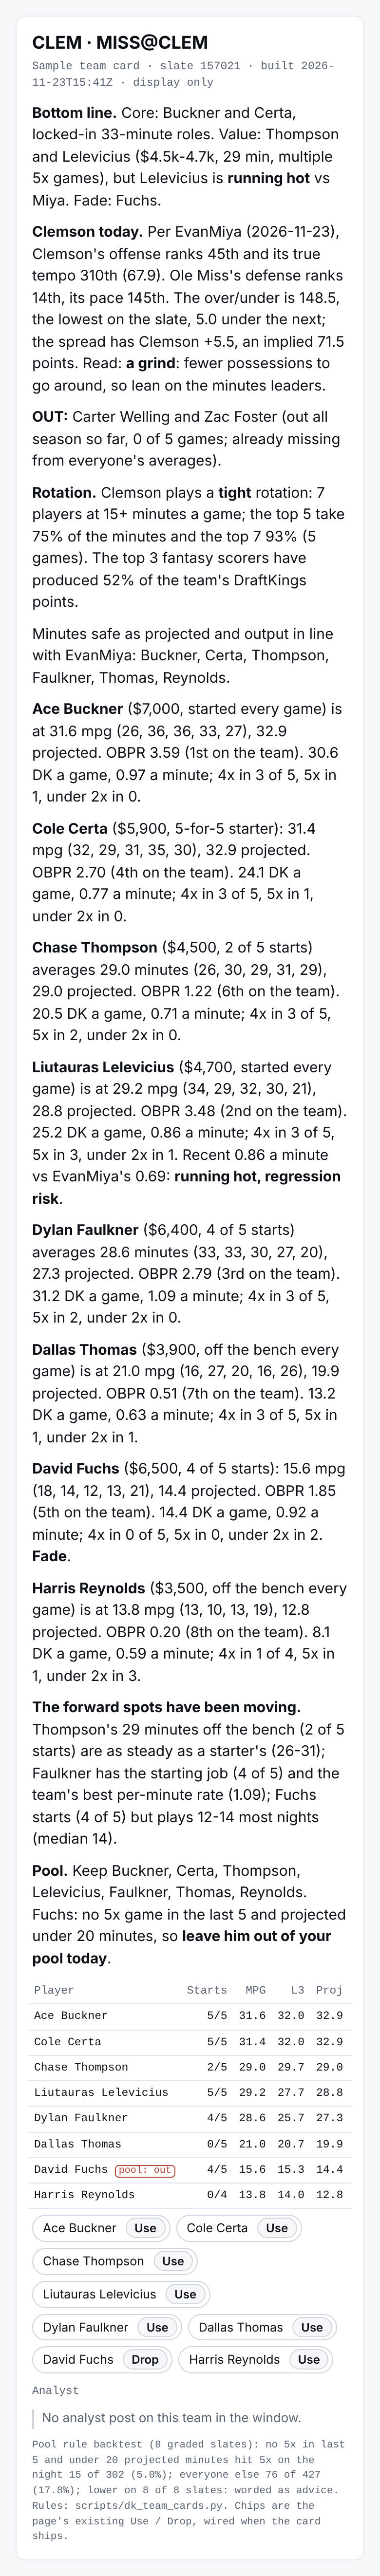 CLEM · MISS@CLEM
Sample team card · slate 157021 · built 2026-
11-23T15:41Z · display only
Bottom line. Core: Buckner and Certa,
locked-in 33-minute roles. Value: Thompson
and Lelevicius ($4.5k-4.7k, 29 min, multiple
5x games), but Lelevicius is running hot vs
Miya. Fade: Fuchs.
Clemson today. Per EvanMiya (2026-11-23),
Clemson's offense ranks 45th and its true
tempo 310th (67.9). Ole Miss's defense ranks
14th, its pace 145th. The over/under is 148.5,
the lowest on the slate, 5.0 under the next;
the spread has Clemson +5.5, an implied 71.5
points. Read: a grind: fewer possessions to
go around, so lean on the minutes leaders.
OUT: Carter Welling and Zac Foster (out all
season so far, 0 of 5 games; already missing
from everyone's averages).
Rotation. Clemson plays a tight rotation: 7
players at 15+ minutes a game; the top 5 take
75% of the minutes and the top 7 93% (5
games). The top 3 fantasy scorers have
produced 52% of the team's DraftKings
points.
Minutes safe as projected and output in line
with EvanMiya: Buckner, Certa, Thompson,
Faulkner, Thomas, Reynolds.
Ace Buckner ($7,000, started every game) is
at 31.6 mpg (26, 36, 36, 33, 27), 32.9
projected. OBPR 3.59 (1st on the team). 30.6
DK a game, 0.97 a minute; 4x in 3 of 5, 5x in
1, under 2x in 0.
Cole Certa ($5,900, 5-for-5 starter): 31.4
mpg (32, 29, 31, 35, 30), 32.9 projected.
OBPR 2.70 (4th on the team). 24.1 DK a
game, 0.77 a minute; 4x in 3 of 5, 5x in 1,
under 2x in 0.
Chase Thompson ($4,500, 2 of 5 starts)
averages 29.0 minutes (26, 30, 29, 31, 29),
29.0 projected. OBPR 1.22 (6th on the team).
20.5 DK a game, 0.71 a minute; 4x in 3 of 5,
5x in 2, under 2x in 0.
Liutauras Lelevicius ($4,700, started every
game) is at 29.2 mpg (34, 29, 32, 30, 21),
28.8 projected. OBPR 3.48 (2nd on the team).
25.2 DK a game, 0.86 a minute; 4x in 3 of 5,
5x in 3, under 2x in 1. Recent 0.86 a minute
vs EvanMiya's 0.69: running hot, regression
risk.
Dylan Faulkner ($6,400, 4 of 5 starts)
averages 28.6 minutes (33, 33, 30, 27, 20),
27.3 projected. OBPR 2.79 (3rd on the team).
31.2 DK a game, 1.09 a minute; 4x in 3 of 5,
5x in 2, under 2x in 0.
Dallas Thomas ($3,900, off the bench every
game) is at 21.0 mpg (16, 27, 20, 16, 26), 19.9
projected. OBPR 0.51 (7th on the team). 13.2
DK a game, 0.63 a minute; 4x in 3 of 5, 5x in
1, under 2x in 1.
David Fuchs ($6,500, 4 of 5 starts): 15.6 mpg
(18, 14, 12, 13, 21), 14.4 projected. OBPR 1.85
(5th on the team). 14.4 DK a game, 0.92 a
minute; 4x in 0 of 5, 5x in 0, under 2x in 2.
Fade.
Harris Reynolds ($3,500, off the bench every
game) is at 13.8 mpg (13, 10, 13, 19), 12.8
projected. OBPR 0.20 (8th on the team). 8.1
DK a game, 0.59 a minute; 4x in 1 of 4, 5x in
1, under 2x in 3.
The forward spots have been moving.
Thompson's 29 minutes off the bench (2 of 5
starts) are as steady as a starter's (26-31);
Faulkner has the starting job (4 of 5) and the
team's best per-minute rate (1.09); Fuchs
starts (4 of 5) but plays 12-14 most nights
(median 14).
Pool. Keep Buckner, Certa, Thompson,
Lelevicius, Faulkner, Thomas, Reynolds.
Fuchs: no 5x game in the last 5 and projected
under 20 minutes, so leave him out of your
pool today.
Player Starts MPG L3 Proj
Ace Buckner 5/5 31.6 32.0 32.9
Cole Certa 5/5 31.4 32.0 32.9
Chase Thompson 2/5 29.0 29.7 29.0
Liutauras Lelevicius 5/5 29.2 27.7 28.8
Dylan Faulkner 4/5 28.6 25.7 27.3
Dallas Thomas 0/5 21.0 20.7 19.9
David Fuchs pool: out 4/5 15.6 15.3 14.4
Harris Reynolds 0/4 13.8 14.0 12.8
Ace Buckner Use Cole Certa Use
Chase Thompson Use
Liutauras Lelevicius Use
Dylan Faulkner Use Dallas Thomas Use
David Fuchs Drop Harris Reynolds Use
Analyst
No analyst post on this team in the window.
Pool rule backtest (8 graded slates): no 5x in last
5 and under 20 projected minutes hit 5x on the
night 15 of 302 (5.0%); everyone else 76 of 427
(17.8%); lower on 8 of 8 slates: worded as advice.
Rules: scripts/dk_team_cards.py. Chips are the
page's existing Use / Drop, wired when the card
ships.